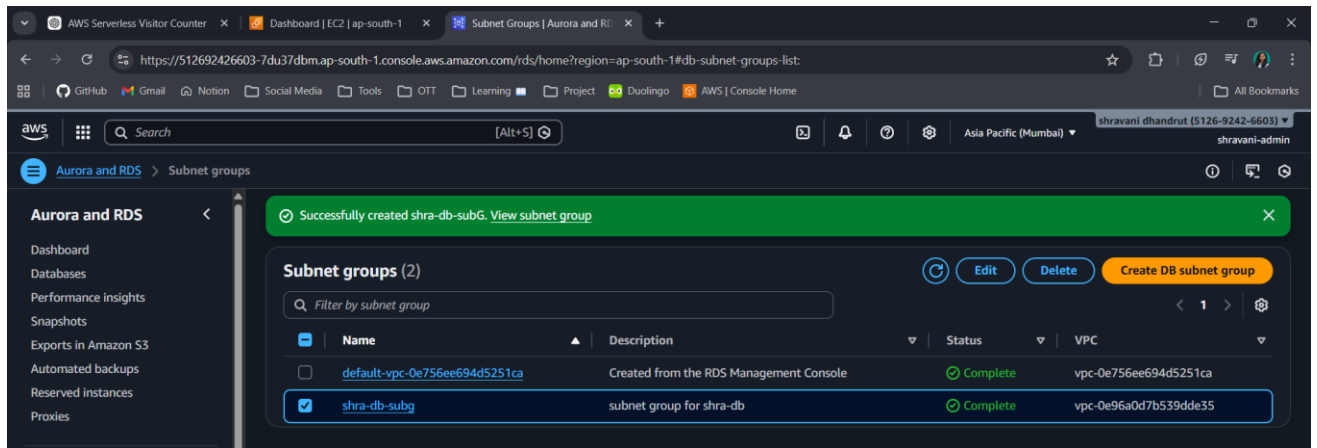 AWS Serverless Visitor Counter
Dashboard | EC2 | ap-south-1
Subnet Groups | Aurora and RD
https://512692426603-7du37dbm.ap-south-1.console.aws.amazon.com/rds/home?region=ap-south-1#db-subnet-groups-list:
GitHub Gmail Notion Social Media Tools OTT Learning Project Duolingo AWS | Console Home All Bookmarks
aws Search [Alt+S] Asia Pacific (Mumbai) shravani dhandrut (5126-9242-6603)
shravani-admin
Aurora and RDS > Subnet groups
Aurora and RDS
Dashboard
Databases
Performance insights
Snapshots
Exports in Amazon S3
Automated backups
Reserved instances
Proxies
Successfully created shra-db-subG. View subnet group
Subnet groups (2) Edit Delete Create DB subnet group
Filter by subnet group 1
Name Description Status VPC
default-vpc-0e756ee694d5251ca Created from the RDS Management Console Complete vpc-0e756ee694d5251ca
shra-db-subg subnet group for shra-db Complete vpc-0e96a0d7b539dde35